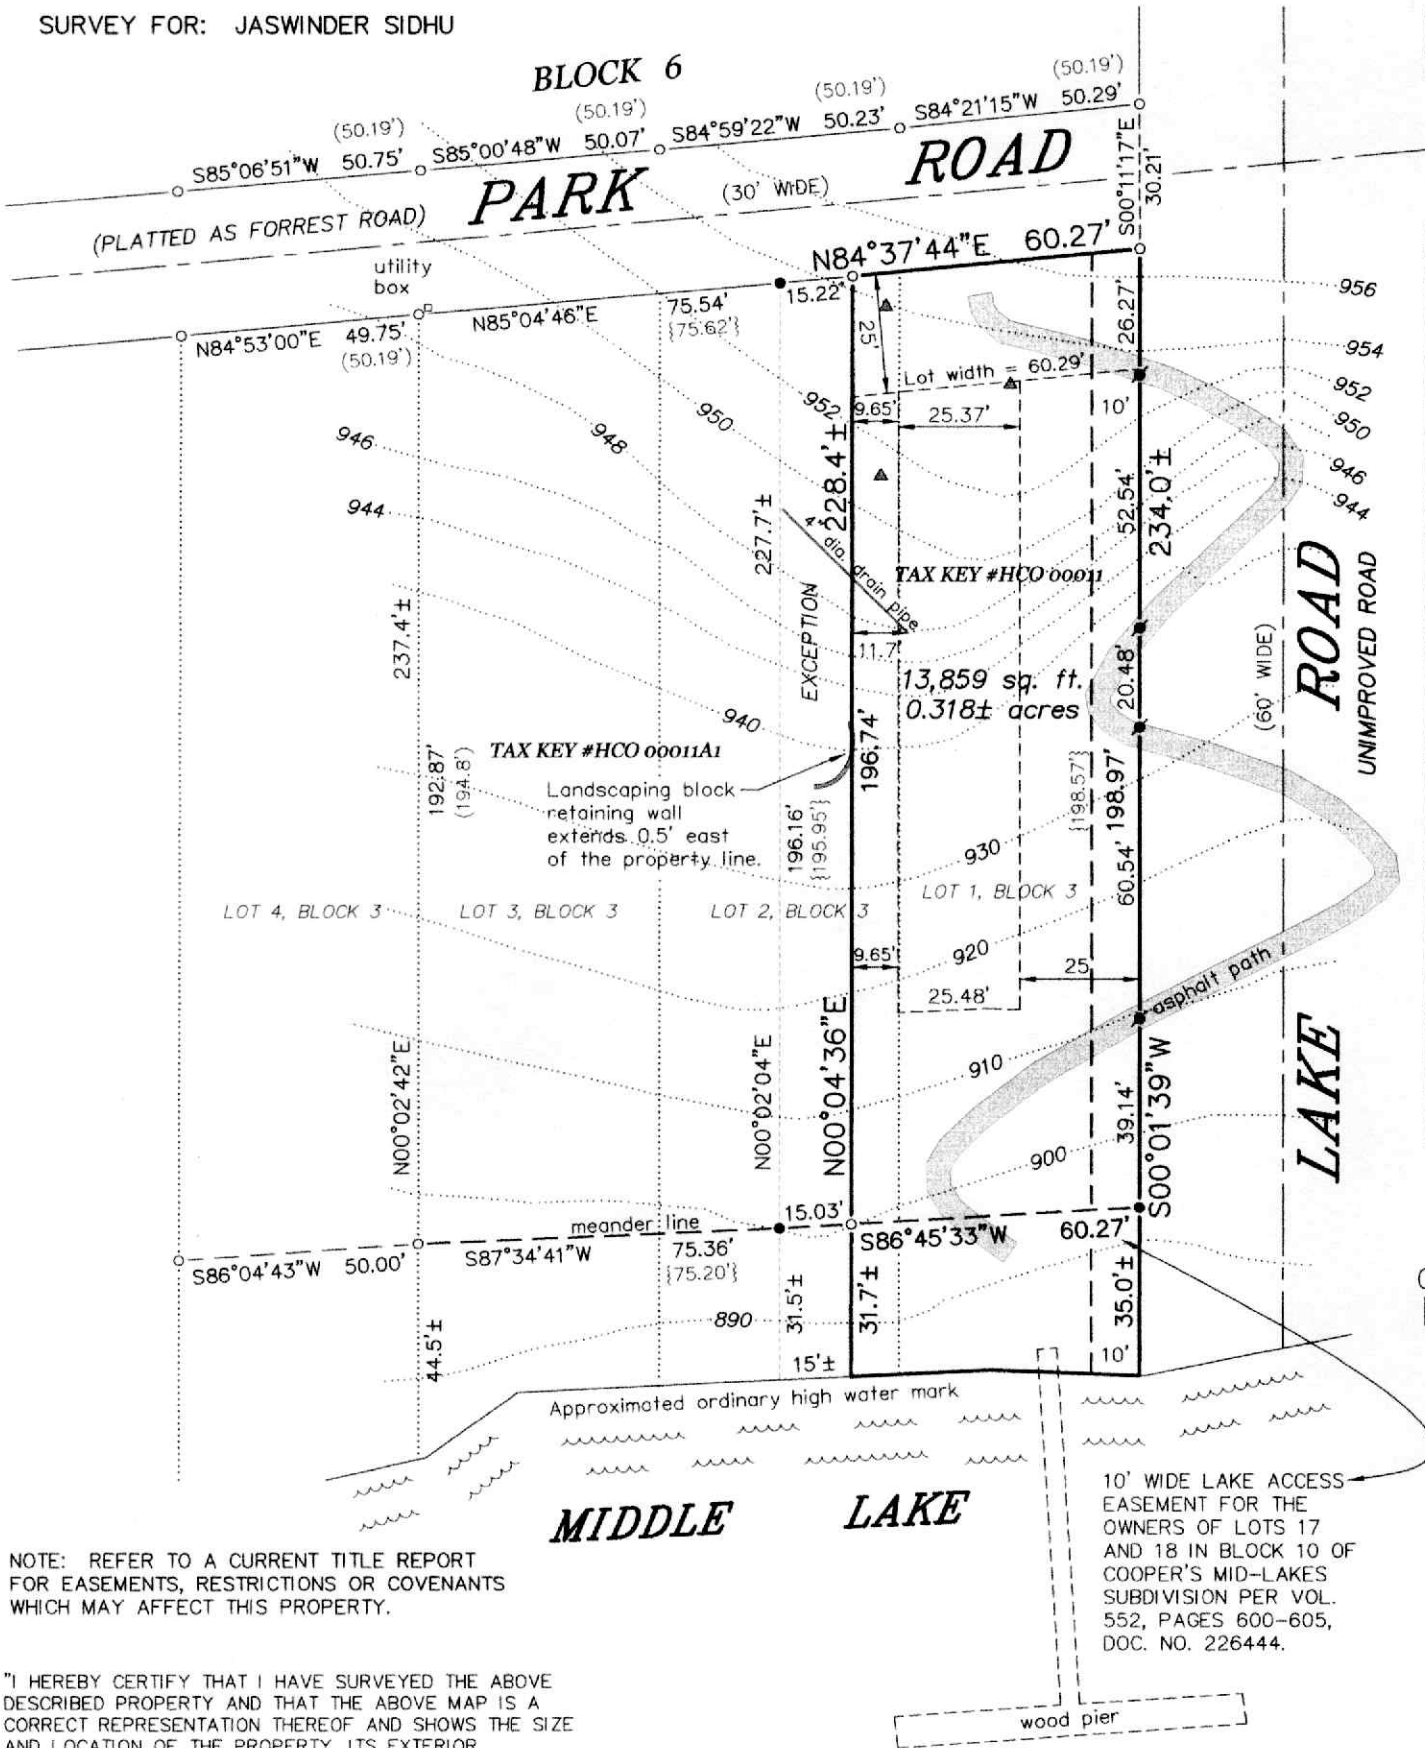 SURVEY FOR: JASWINDER SIDHU
BLOCK 6
(50.19')
(50.19')
(50.19')
(50.19')
S85°06'51"W 50.75'
S85°00'48"W 50.07'
S84°59'22"W 50.23'
S84°21'15"W 50.29'
S00°11'17"E
30.21'
PARK ROAD
(30' WIDE)
(PLATTED AS FORREST ROAD)
utility
box
N84°37'44"E 60.27'
15.22'
75.54'
{75.62'}
N85°04'46"E
N84°53'00"E 49.75'
(50.19')
25'
26.27'
956
954
952
950
946
944
Lot width = 60.29'
9.65'
25.37'
10'
952
950
948
946
944
228.4'±
227.7'±
52.54'
234.0'±
4" dia. drain pipe
TAX KEY #HCO 00011
EXCEPTION
11.7'
237.4'±
13,859 sq. ft.
0.318± acres
20.48'
(60' WIDE)
LAKE ROAD
UNIMPROVED ROAD
940
TAX KEY #HCO 00011A1
Landscaping block
retaining wall
extends 0.5' east
of the property line.
192.87'
(194.8')
196.16'
{195.95'}
196.74'
{198.57'}
198.97'
60.54'
930
LOT 4, BLOCK 3
LOT 3, BLOCK 3
LOT 2, BLOCK 3
LOT 1, BLOCK 3
9.65'
920
25
25.48'
asphalt path
910
N00°02'42"E
N00°02'04"E
N00°04'36"E
39.14'
S00°01'39"W
900
meander line
15.03'
S86°45'33"W 60.27'
S86°04'43"W 50.00'
S87°34'41"W
75.36'
{75.20'}
44.5'±
31.5'±
31.7'±
35.0'±
890
15'±
10'
Approximated ordinary high water mark
MIDDLE LAKE
10' WIDE LAKE ACCESS
EASEMENT FOR THE
OWNERS OF LOTS 17
AND 18 IN BLOCK 10 OF
COOPER'S MID-LAKES
SUBDIVISION PER VOL.
552, PAGES 600-605,
DOC. NO. 226444.
NOTE: REFER TO A CURRENT TITLE REPORT
FOR EASEMENTS, RESTRICTIONS OR COVENANTS
WHICH MAY AFFECT THIS PROPERTY.
"I HEREBY CERTIFY THAT I HAVE SURVEYED THE ABOVE
DESCRIBED PROPERTY AND THAT THE ABOVE MAP IS A
CORRECT REPRESENTATION THEREOF AND SHOWS THE SIZE
AND LOCATION OF THE PROPERTY, ITS EXTERIOR
wood pier